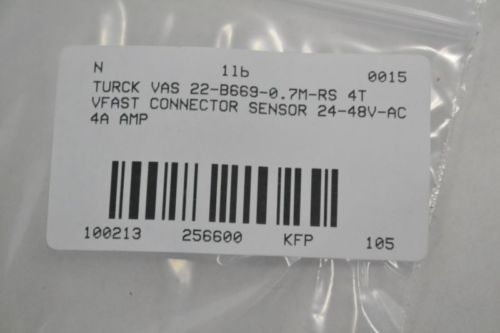 N 1lb 0015
TURCK VAS 22-B669-0.7M-RS 4T
VFAST CONNECTOR SENSOR 24-48V-AC
4A AMP
100213 256600 KFP 105